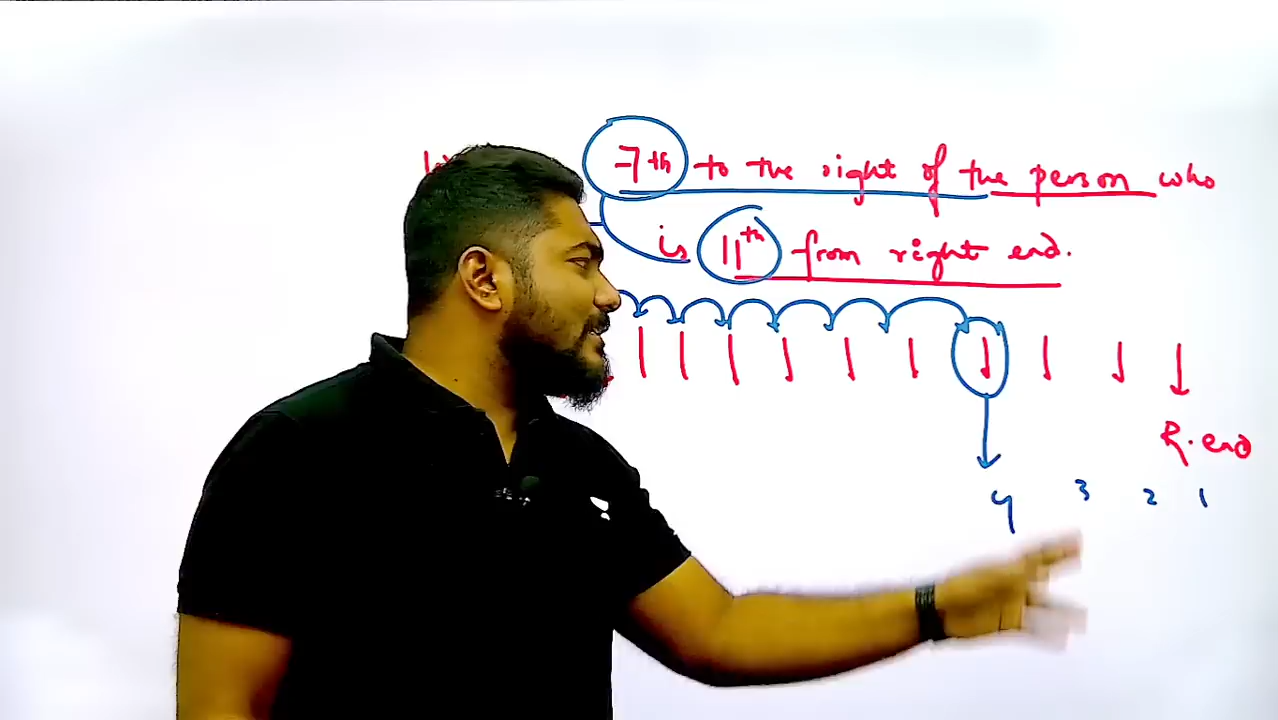 7th to the right of the person who
is 11th from right end.
R.end
4 3 2 1